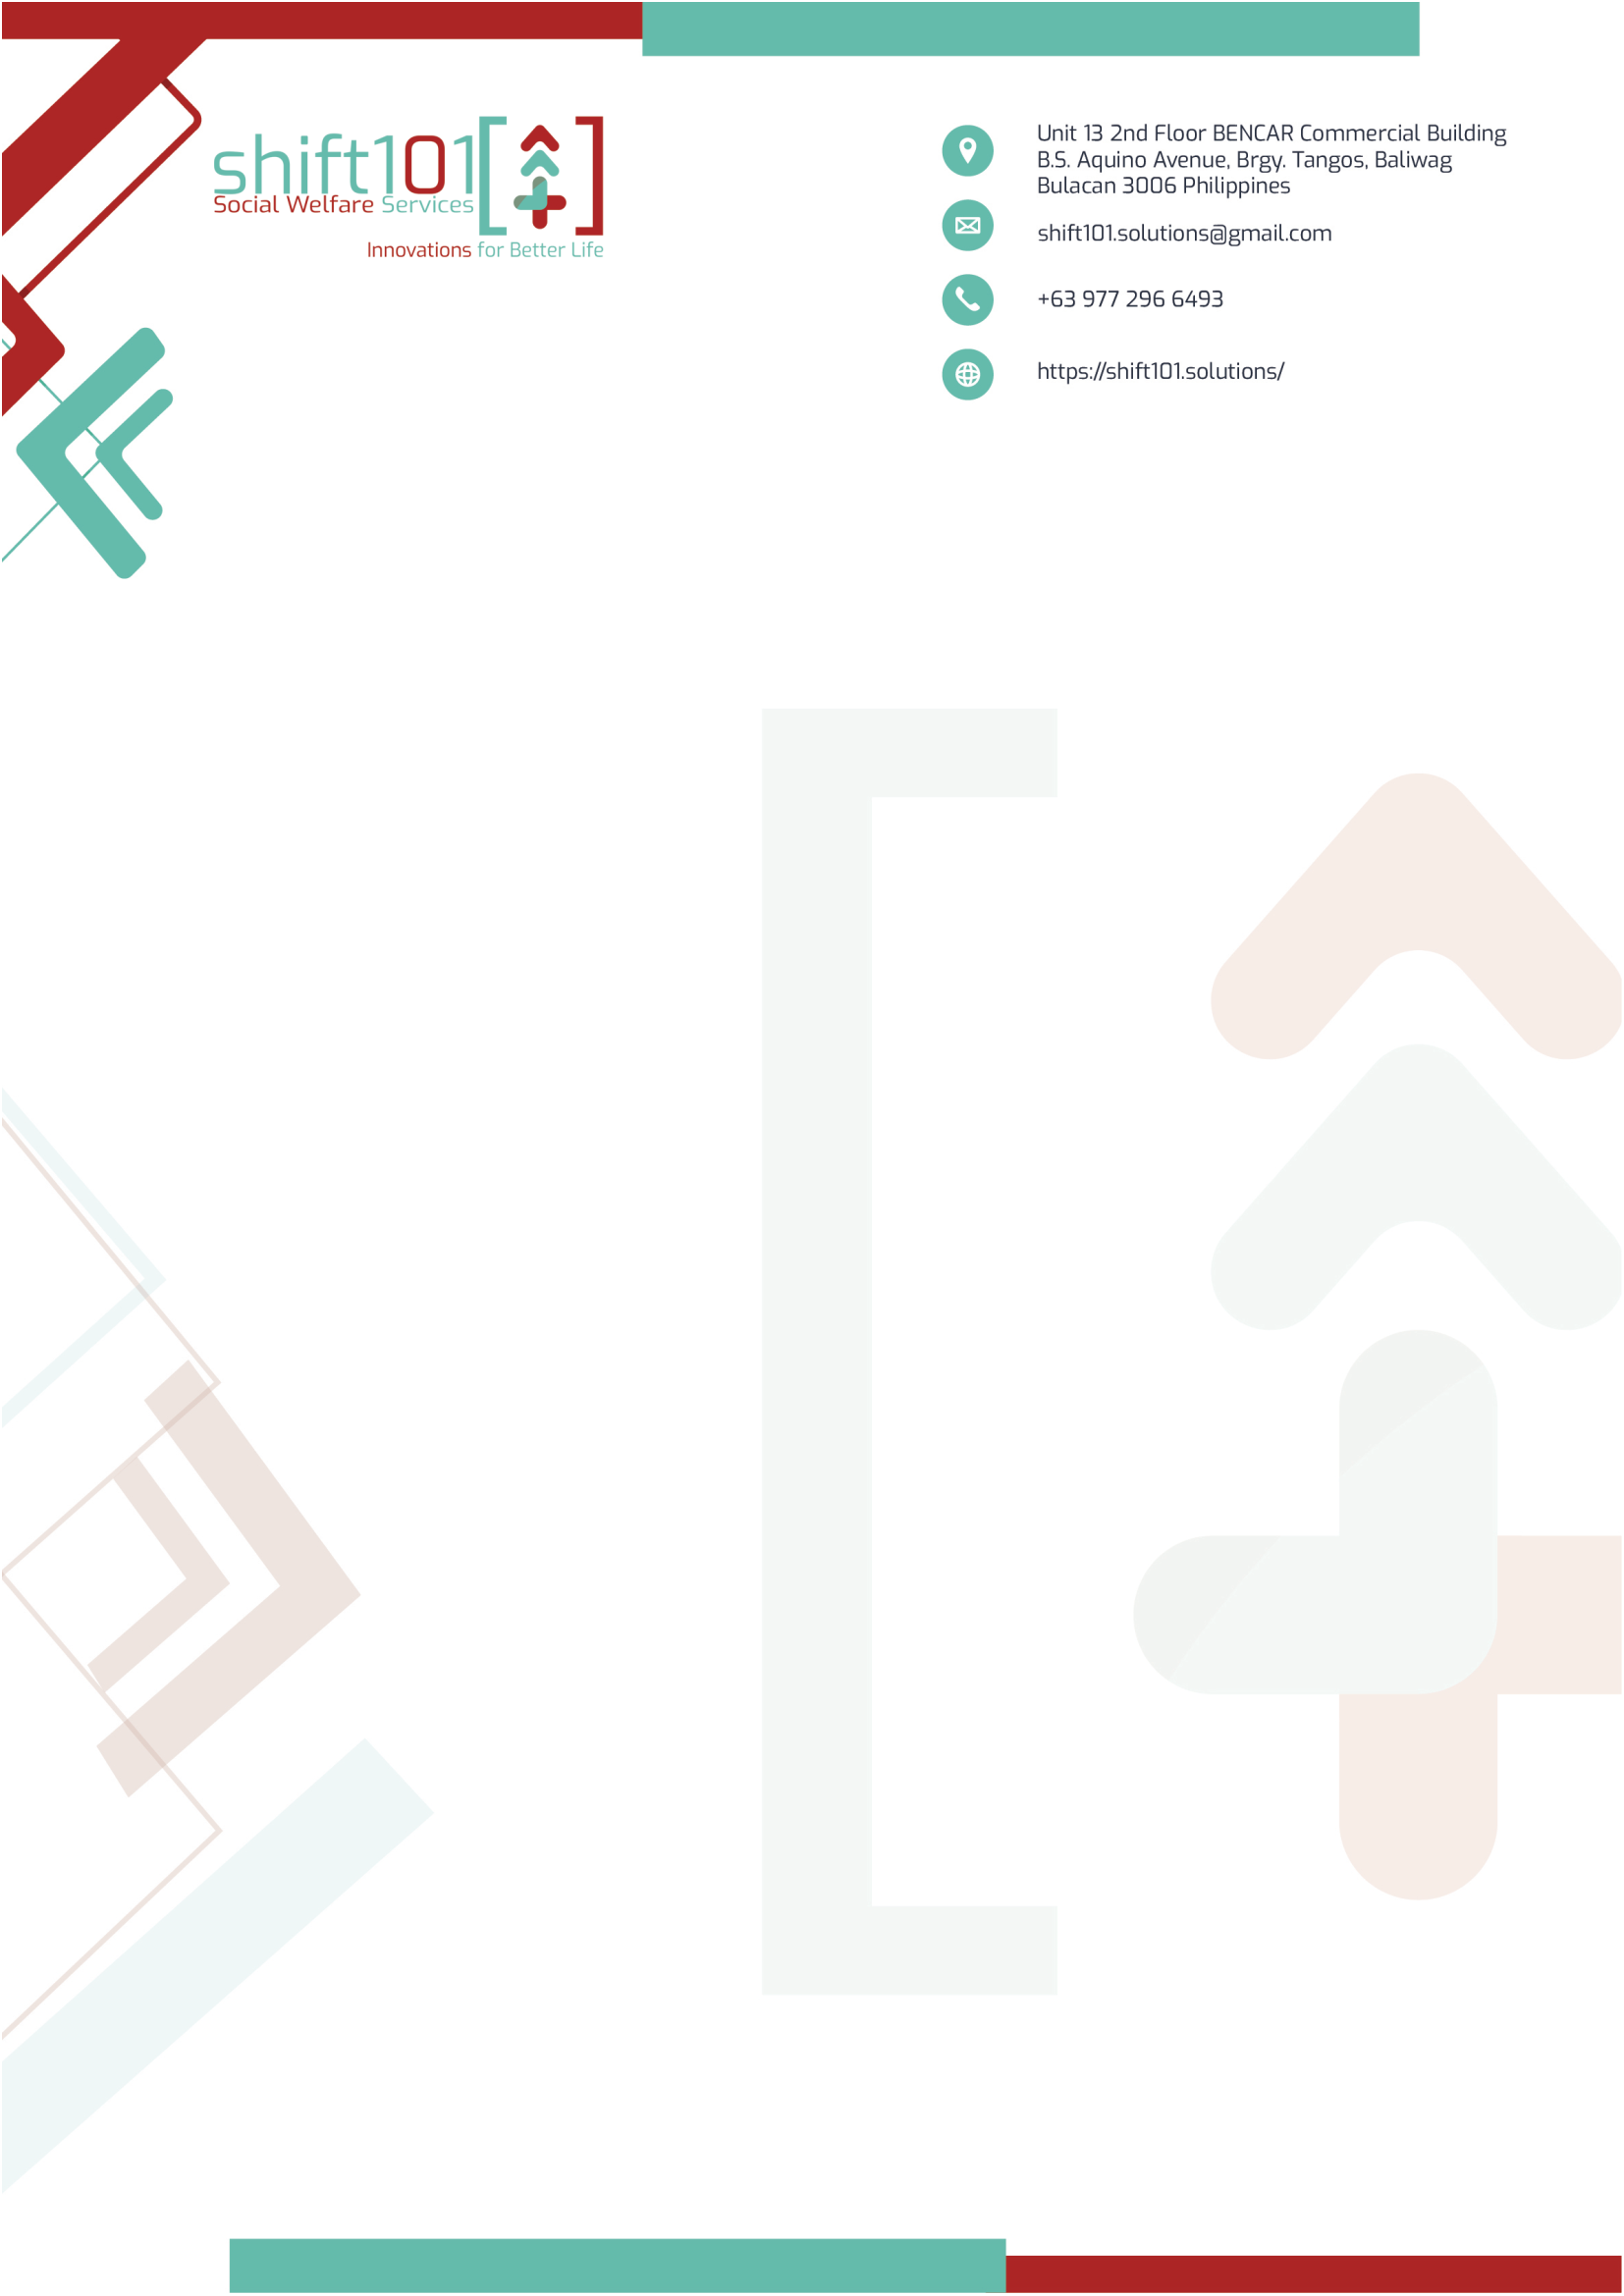 shift101
Social Welfare Services
Innovations for Better Life
Unit 13 2nd Floor BENCAR Commercial Building
B.S. Aquino Avenue, Brgy. Tangos, Baliwag
Bulacan 3006 Philippines
shift101.solutions@gmail.com
+63 977 296 6493
https://shift101.solutions/